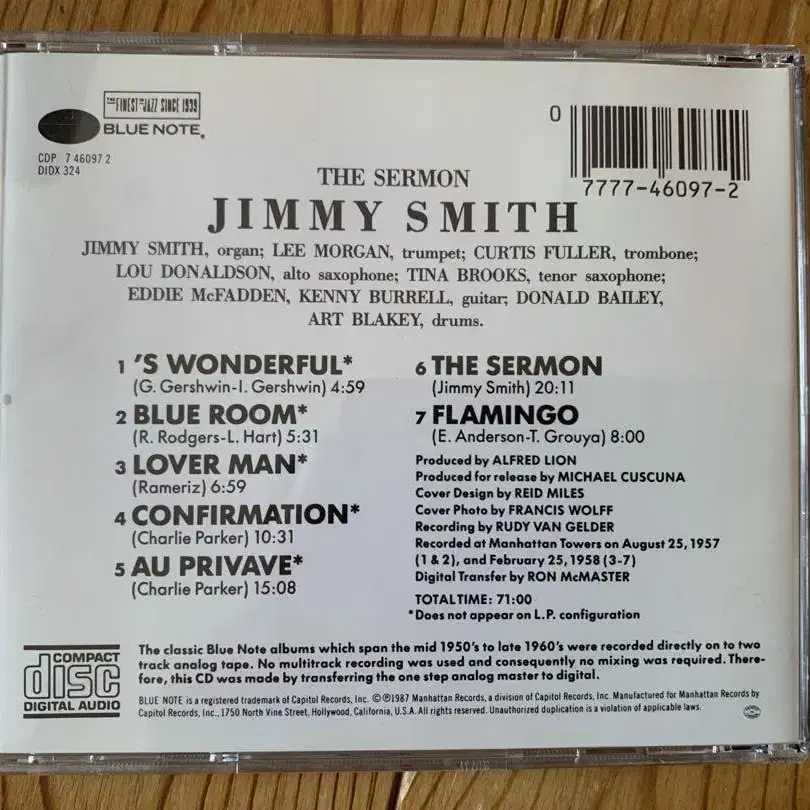 THE FINEST IN JAZZ SINCE 1939
BLUE NOTE®
CDP 7 46097 2
DIDX 324
0
7777-46097-2
THE SERMON
JIMMY SMITH
JIMMY SMITH, organ; LEE MORGAN, trumpet; CURTIS FULLER, trombone;
LOU DONALDSON, alto saxophone; TINA BROOKS, tenor saxophone;
EDDIE McFADDEN, KENNY BURRELL, guitar; DONALD BAILEY,
ART BLAKEY, drums.
1 'S WONDERFUL*
(G. Gershwin-I. Gershwin) 4:59
2 BLUE ROOM*
(R. Rodgers-L. Hart) 5:31
3 LOVER MAN*
(Rameriz) 6:59
4 CONFIRMATION*
(Charlie Parker) 10:31
5 AU PRIVAVE*
(Charlie Parker) 15:08
6 THE SERMON
(Jimmy Smith) 20:11
7 FLAMINGO
(E. Anderson-T. Grouya) 8:00
Produced by ALFRED LION
Produced for release by MICHAEL CUSCUNA
Cover Design by REID MILES
Cover Photo by FRANCIS WOLFF
Recording by RUDY VAN GELDER
Recorded at Manhattan Towers on August 25, 1957
(1 & 2), and February 25, 1958 (3-7)
Digital Transfer by RON McMASTER
TOTAL TIME: 71:00
*Does not appear on L.P. configuration
COMPACT
disc
DIGITAL AUDIO
The classic Blue Note albums which span the mid 1950's to late 1960's were recorded directly on to two
track analog tape. No multitrack recording was used and consequently no mixing was required. There-
fore, this CD was made by transferring the one step analog master to digital.
BLUE NOTE is a registered trademark of Capitol Records, Inc. ©℗1987 Manhattan Records, a division of Capitol Records, Inc. Manufactured for Manhattan Records by
Capitol Records, Inc., 1750 North Vine Street, Hollywood, California, U.S.A. All rights reserved. Unauthorized duplication is a violation of applicable laws.